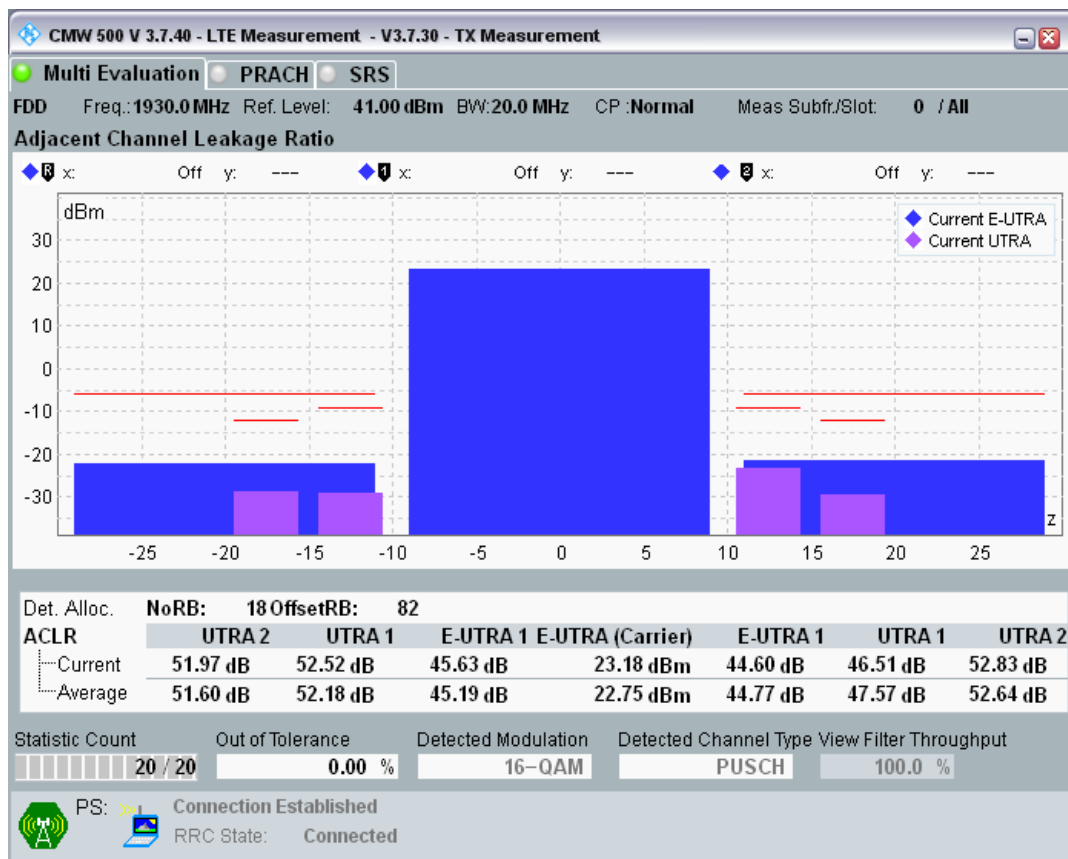 CMW 500 V 3.7.40 - LTE Measurement - V3.7.30 - TX Measurement
Multi Evaluation PRACH SRS
FDD Freq.:1930.0 MHz Ref. Level: 41.00 dBm BW:20.0 MHz CP :Normal Meas Subfr./Slot: 0 / All
Adjacent Channel Leakage Ratio
R x: Off y: --- 1 x: Off y: --- 2 x: Off y: ---
dBm
Current E-UTRA
Current UTRA
30
20
10
0
-10
-20
-30
z
-25 -20 -15 -10 -5 0 5 10 15 20 25
Det. Alloc. NoRB: 18 OffsetRB: 82
ACLR UTRA 2 UTRA 1 E-UTRA 1 E-UTRA (Carrier) E-UTRA 1 UTRA 1 UTRA 2
Current 51.97 dB 52.52 dB 45.63 dB 23.18 dBm 44.60 dB 46.51 dB 52.83 dB
Average 51.60 dB 52.18 dB 45.19 dB 22.75 dBm 44.77 dB 47.57 dB 52.64 dB
Statistic Count Out of Tolerance Detected Modulation Detected Channel Type View Filter Throughput
20 / 20 0.00 % 16-QAM PUSCH 100.0 %
PS: Connection Established
RRC State: Connected